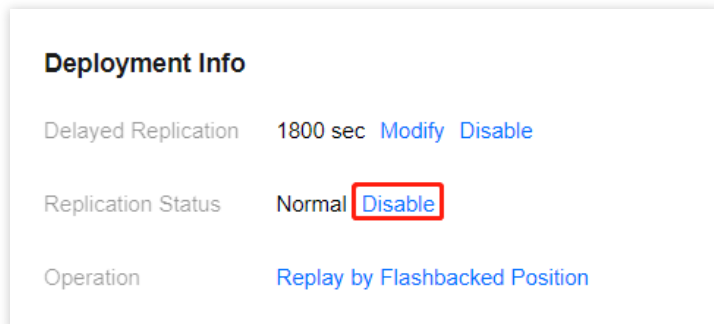 Deployment Info
Delayed Replication 1800 sec Modify Disable
Replication Status Normal Disable
Operation Replay by Flashbacked Position